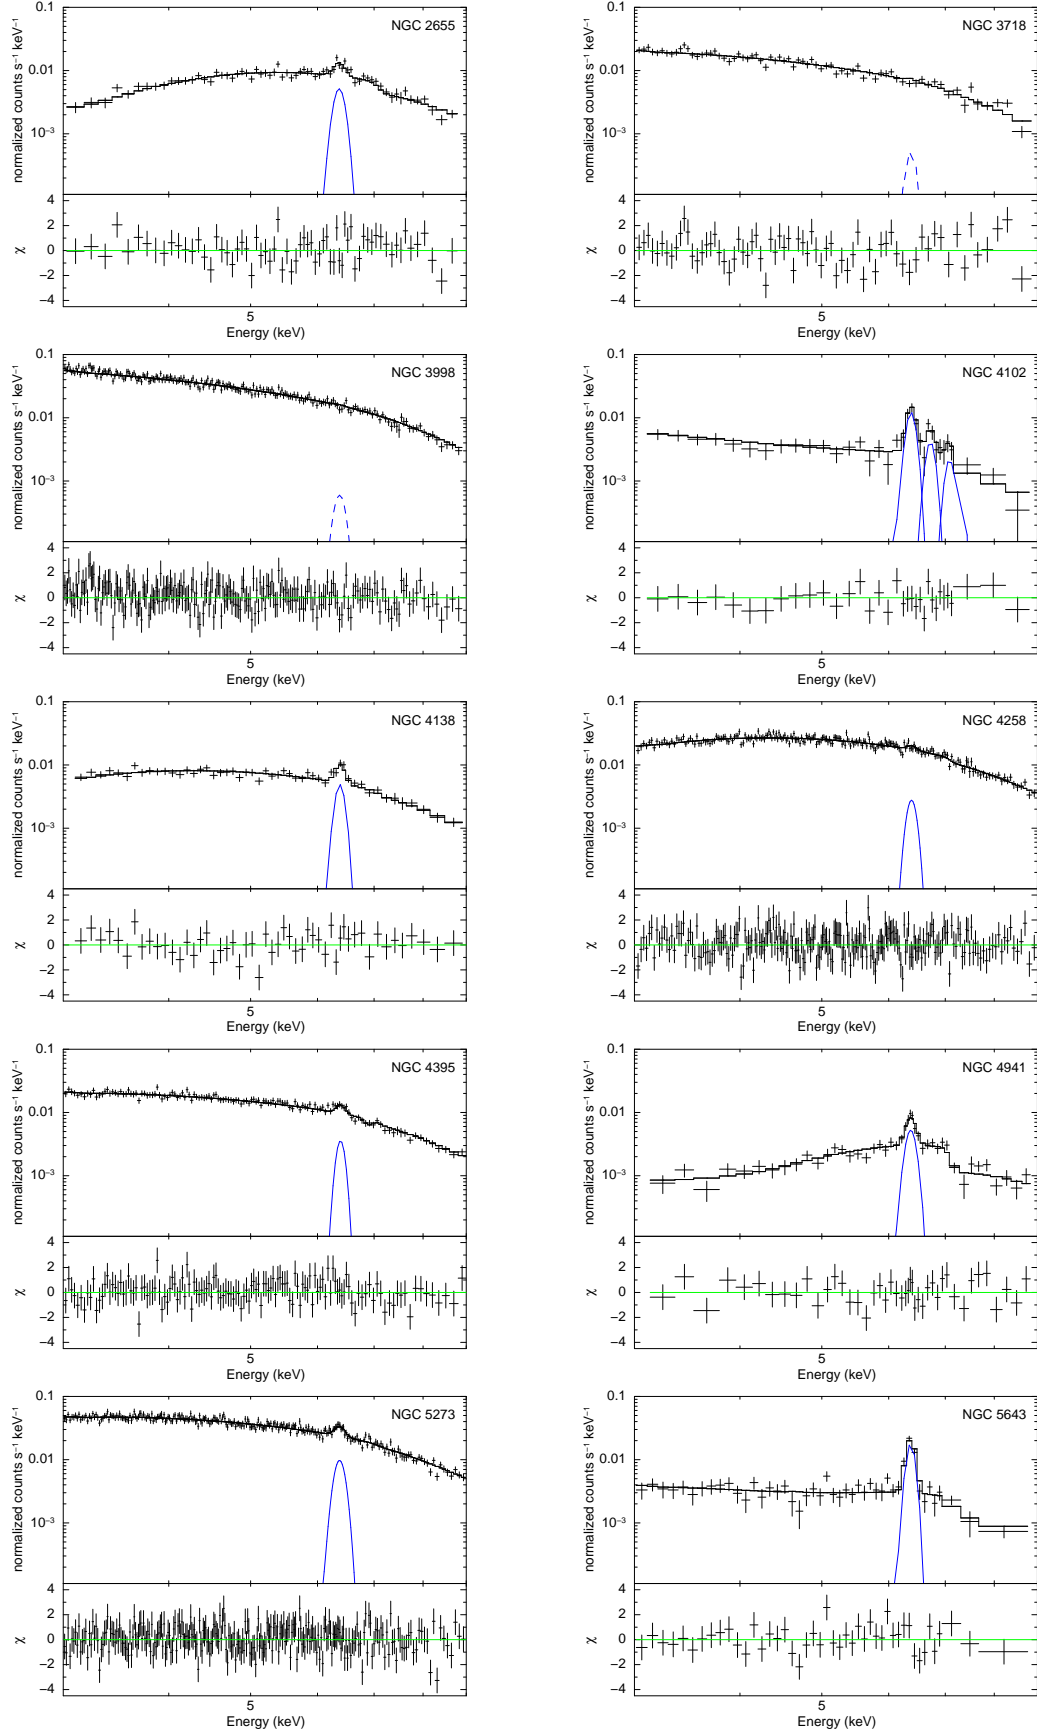 0.1
NGC 2655
0.01
10⁻³
normalized counts s⁻¹ keV⁻¹
4
2
0
−2
−4
χ
5
Energy (keV)
0.1
NGC 3718
0.01
10⁻³
normalized counts s⁻¹ keV⁻¹
4
2
0
−2
−4
χ
5
Energy (keV)
0.1
NGC 3998
0.01
10⁻³
normalized counts s⁻¹ keV⁻¹
4
2
0
−2
−4
χ
5
Energy (keV)
0.1
NGC 4102
0.01
10⁻³
normalized counts s⁻¹ keV⁻¹
4
2
0
−2
−4
χ
5
Energy (keV)
0.1
NGC 4138
0.01
10⁻³
normalized counts s⁻¹ keV⁻¹
4
2
0
−2
−4
χ
5
Energy (keV)
0.1
NGC 4258
0.01
10⁻³
normalized counts s⁻¹ keV⁻¹
4
2
0
−2
−4
χ
5
Energy (keV)
0.1
NGC 4395
0.01
10⁻³
normalized counts s⁻¹ keV⁻¹
4
2
0
−2
−4
χ
5
Energy (keV)
0.1
NGC 4941
0.01
10⁻³
normalized counts s⁻¹ keV⁻¹
4
2
0
−2
−4
χ
5
Energy (keV)
0.1
NGC 5273
0.01
10⁻³
normalized counts s⁻¹ keV⁻¹
4
2
0
−2
−4
χ
5
Energy (keV)
0.1
NGC 5643
0.01
10⁻³
normalized counts s⁻¹ keV⁻¹
4
2
0
−2
−4
χ
5
Energy (keV)